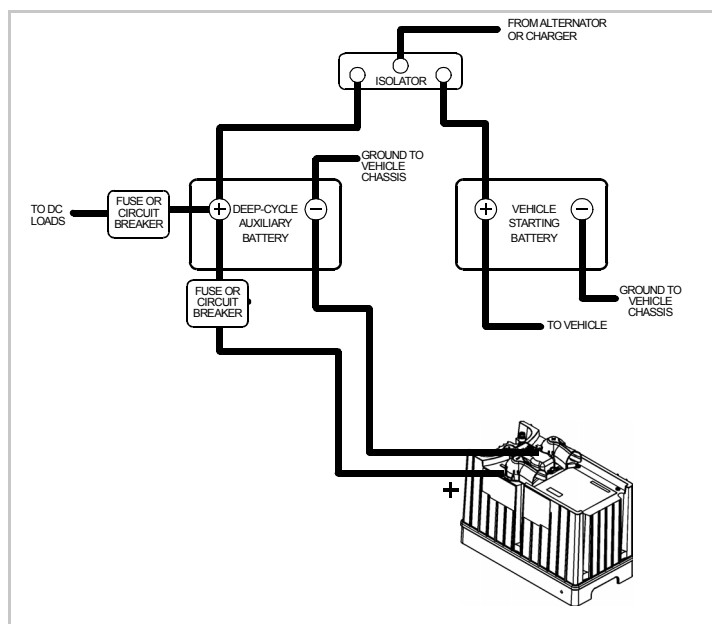 FROM ALTERNATOR
OR CHARGER
ISOLATOR
GROUND TO
VEHICLE
CHASSIS
TO DC
LOADS
FUSE OR
CIRCUIT
BREAKER
+
DEEP-CYCLE
AUXILIARY
BATTERY
−
+
VEHICLE
STARTING
BATTERY
−
FUSE OR
CIRCUIT
BREAKER
GROUND TO
VEHICLE
CHASSIS
TO VEHICLE
+